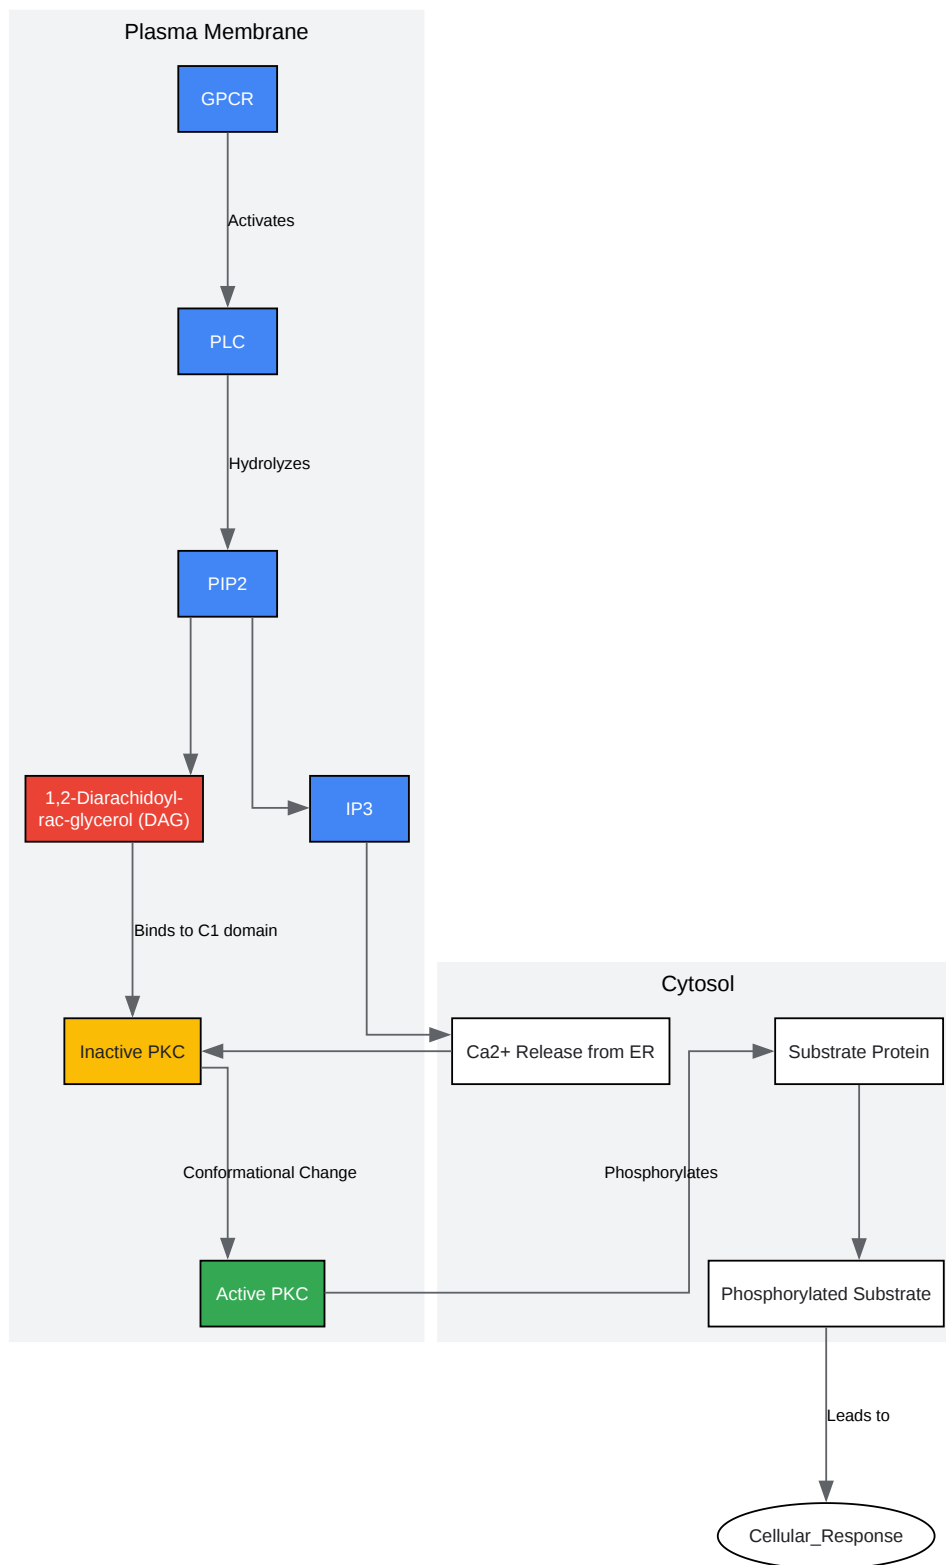 Plasma Membrane
GPCR
Activates
PLC
Hydrolyzes
PIP2
1,2-Diarachidoyl-
rac-glycerol (DAG)
IP3
Binds to C1 domain
Cytosol
Inactive PKC
Ca2+ Release from ER
Substrate Protein
Conformational Change
Phosphorylates
Active PKC
Phosphorylated Substrate
Leads to
Cellular_Response